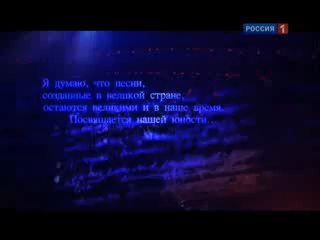 РОССИЯ 1
Я думаю, что песни,
созданные в великой стране,
остаются великими и в наше время.
Посвящается нашей юности...